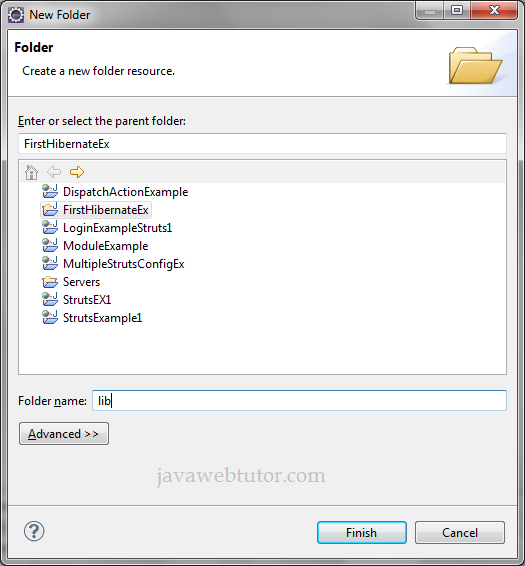 New Folder
Folder
Create a new folder resource.
Enter or select the parent folder:
FirstHibernateEx
DispatchActionExample
FirstHibernateEx
LoginExampleStruts1
ModuleExample
MultipleStrutsConfigEx
Servers
StrutsEX1
StrutsExample1
Folder name: lib
Advanced >>
javawebtutor.com
Finish Cancel